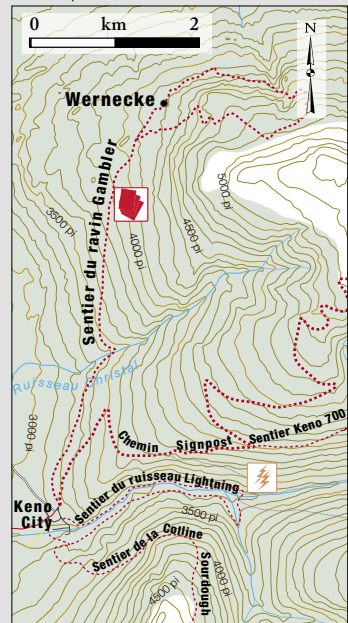 0 km 2
N
Wernecke
Sentier du ravin Gambler
3500 pi
4000 pi
4500 pi
5000 pi
Ruisseau Christal
3000 pi
Chemin Signpost
Sentier Keno 700
Sentier du ruisseau Lightning
Keno
City
3500 pi
Sentier de la Colline
Sourdough
4000 pi
4500 pi